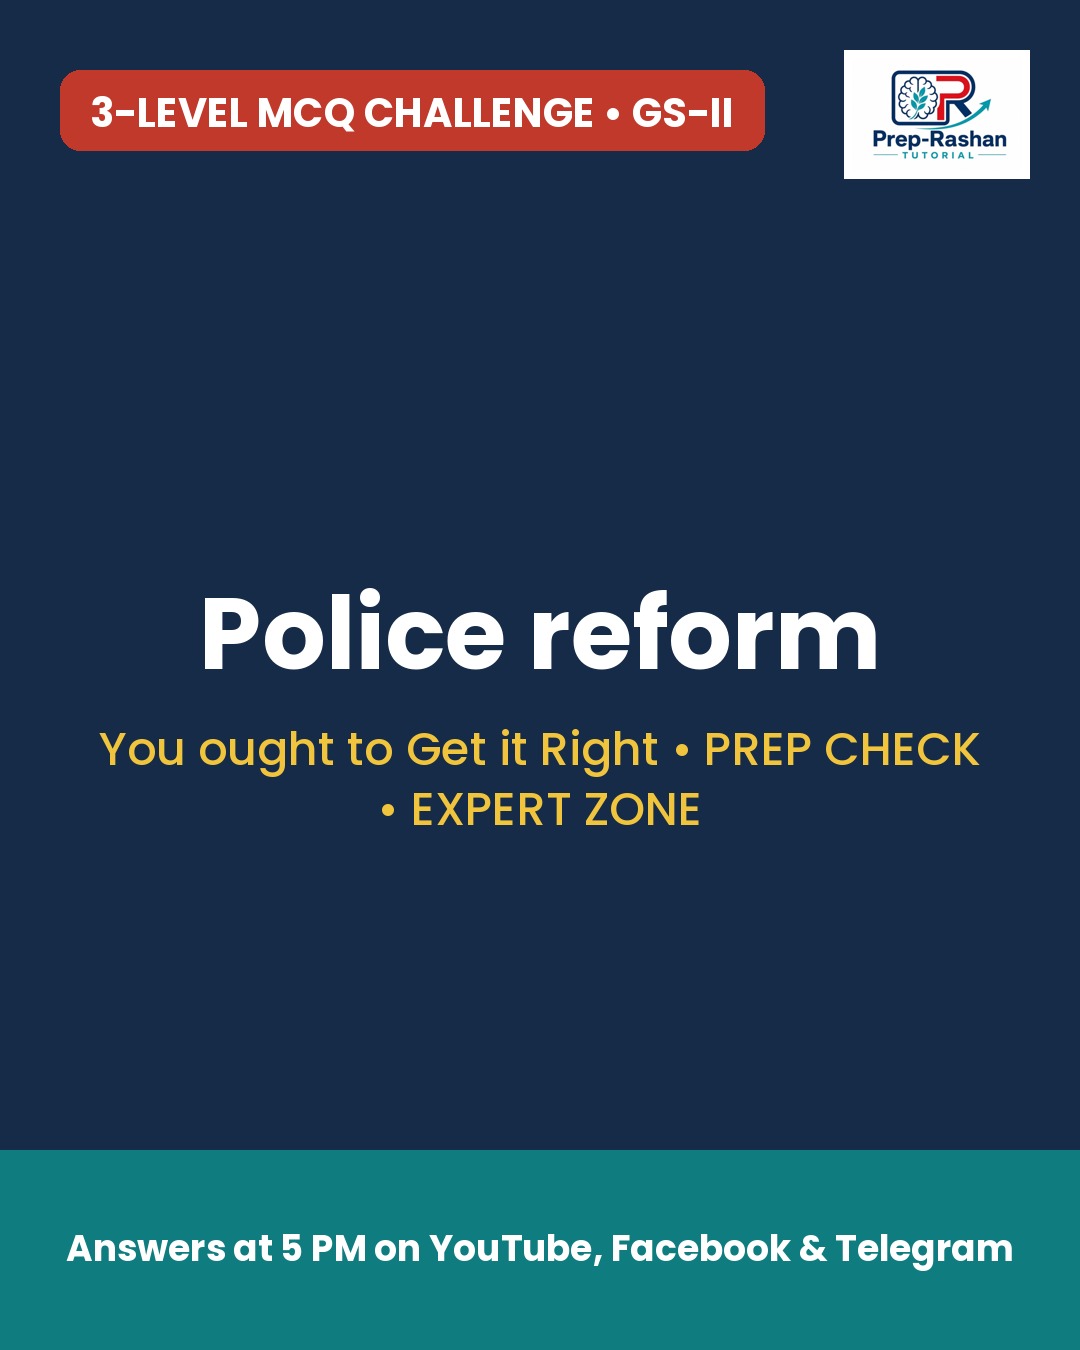 3-LEVEL MCQ CHALLENGE • GS-II
Prep-Rashan
TUTORIAL
Police reform
You ought to Get it Right • PREP CHECK
• EXPERT ZONE
Answers at 5 PM on YouTube, Facebook & Telegram